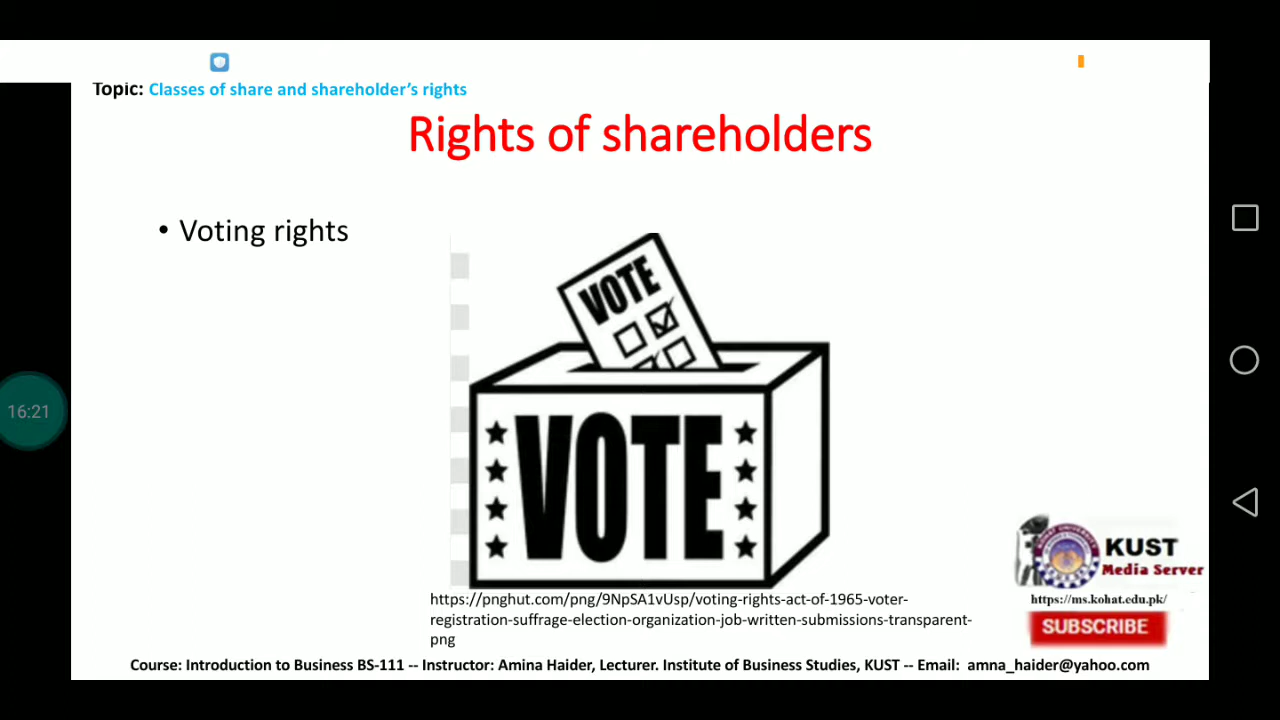 Topic: Classes of share and shareholder's rights
Rights of shareholders
• Voting rights
VOTE
VOTE
16:21
KUST
Media Server
https://ms.kohat.edu.pk/
SUBSCRIBE
https://pnghut.com/png/9NpSA1vUsp/voting-rights-act-of-1965-voter-
registration-suffrage-election-organization-job-written-submissions-transparent-
png
Course: Introduction to Business BS-111 -- Instructor: Amina Haider, Lecturer. Institute of Business Studies, KUST -- Email: amna_haider@yahoo.com